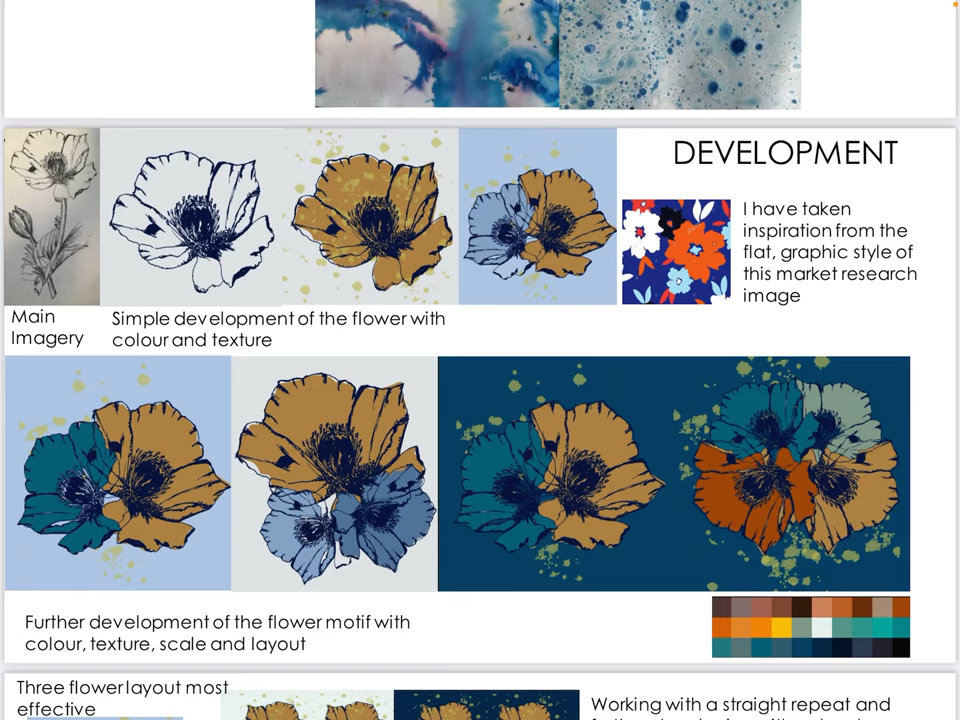 DEVELOPMENT
I have taken
inspiration from the
flat, graphic style of
this market research
image
Main
Imagery
Simple development of the flower with
colour and texture
Further development of the flower motif with
colour, texture, scale and layout
Three flower layout most
effective
Working with a straight repeat and